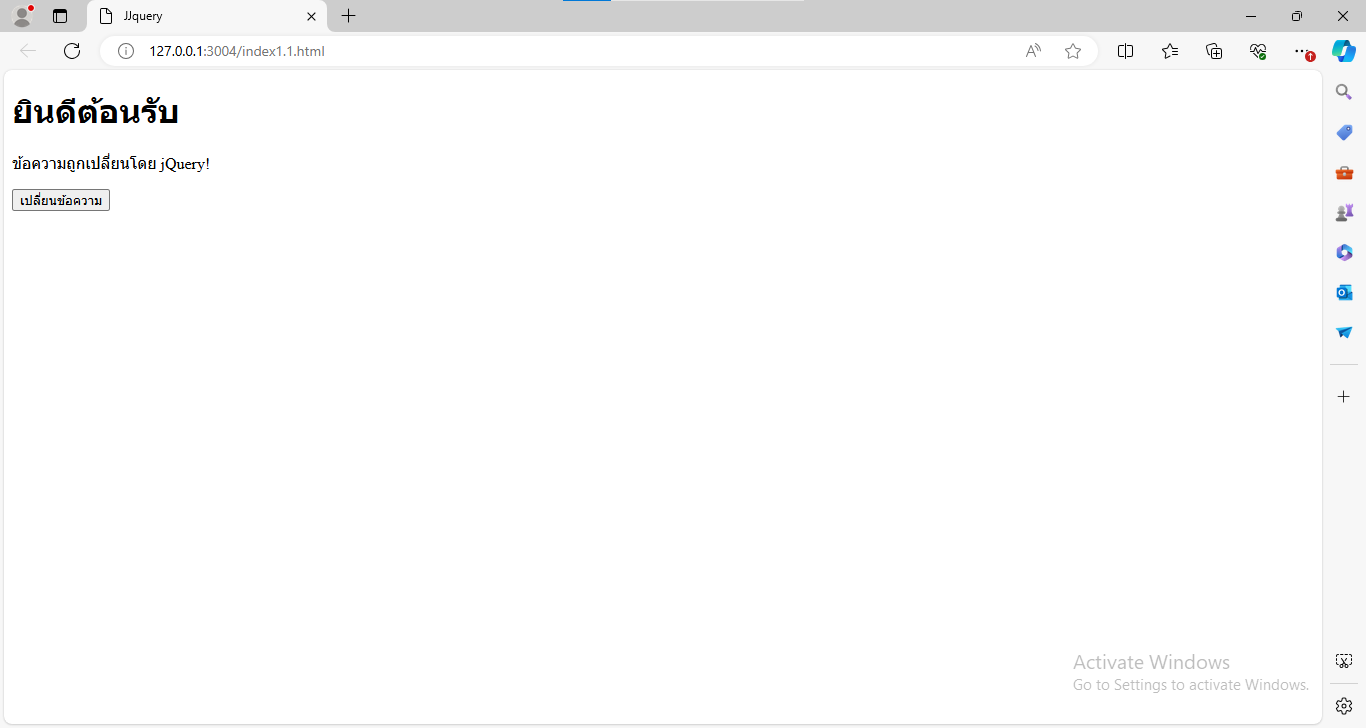 JJquery
127.0.0.1:3004/index1.1.html
ยินดีต้อนรับ
ข้อความถูกเปลี่ยนโดย jQuery!
เปลี่ยนข้อความ
Activate Windows
Go to Settings to activate Windows.